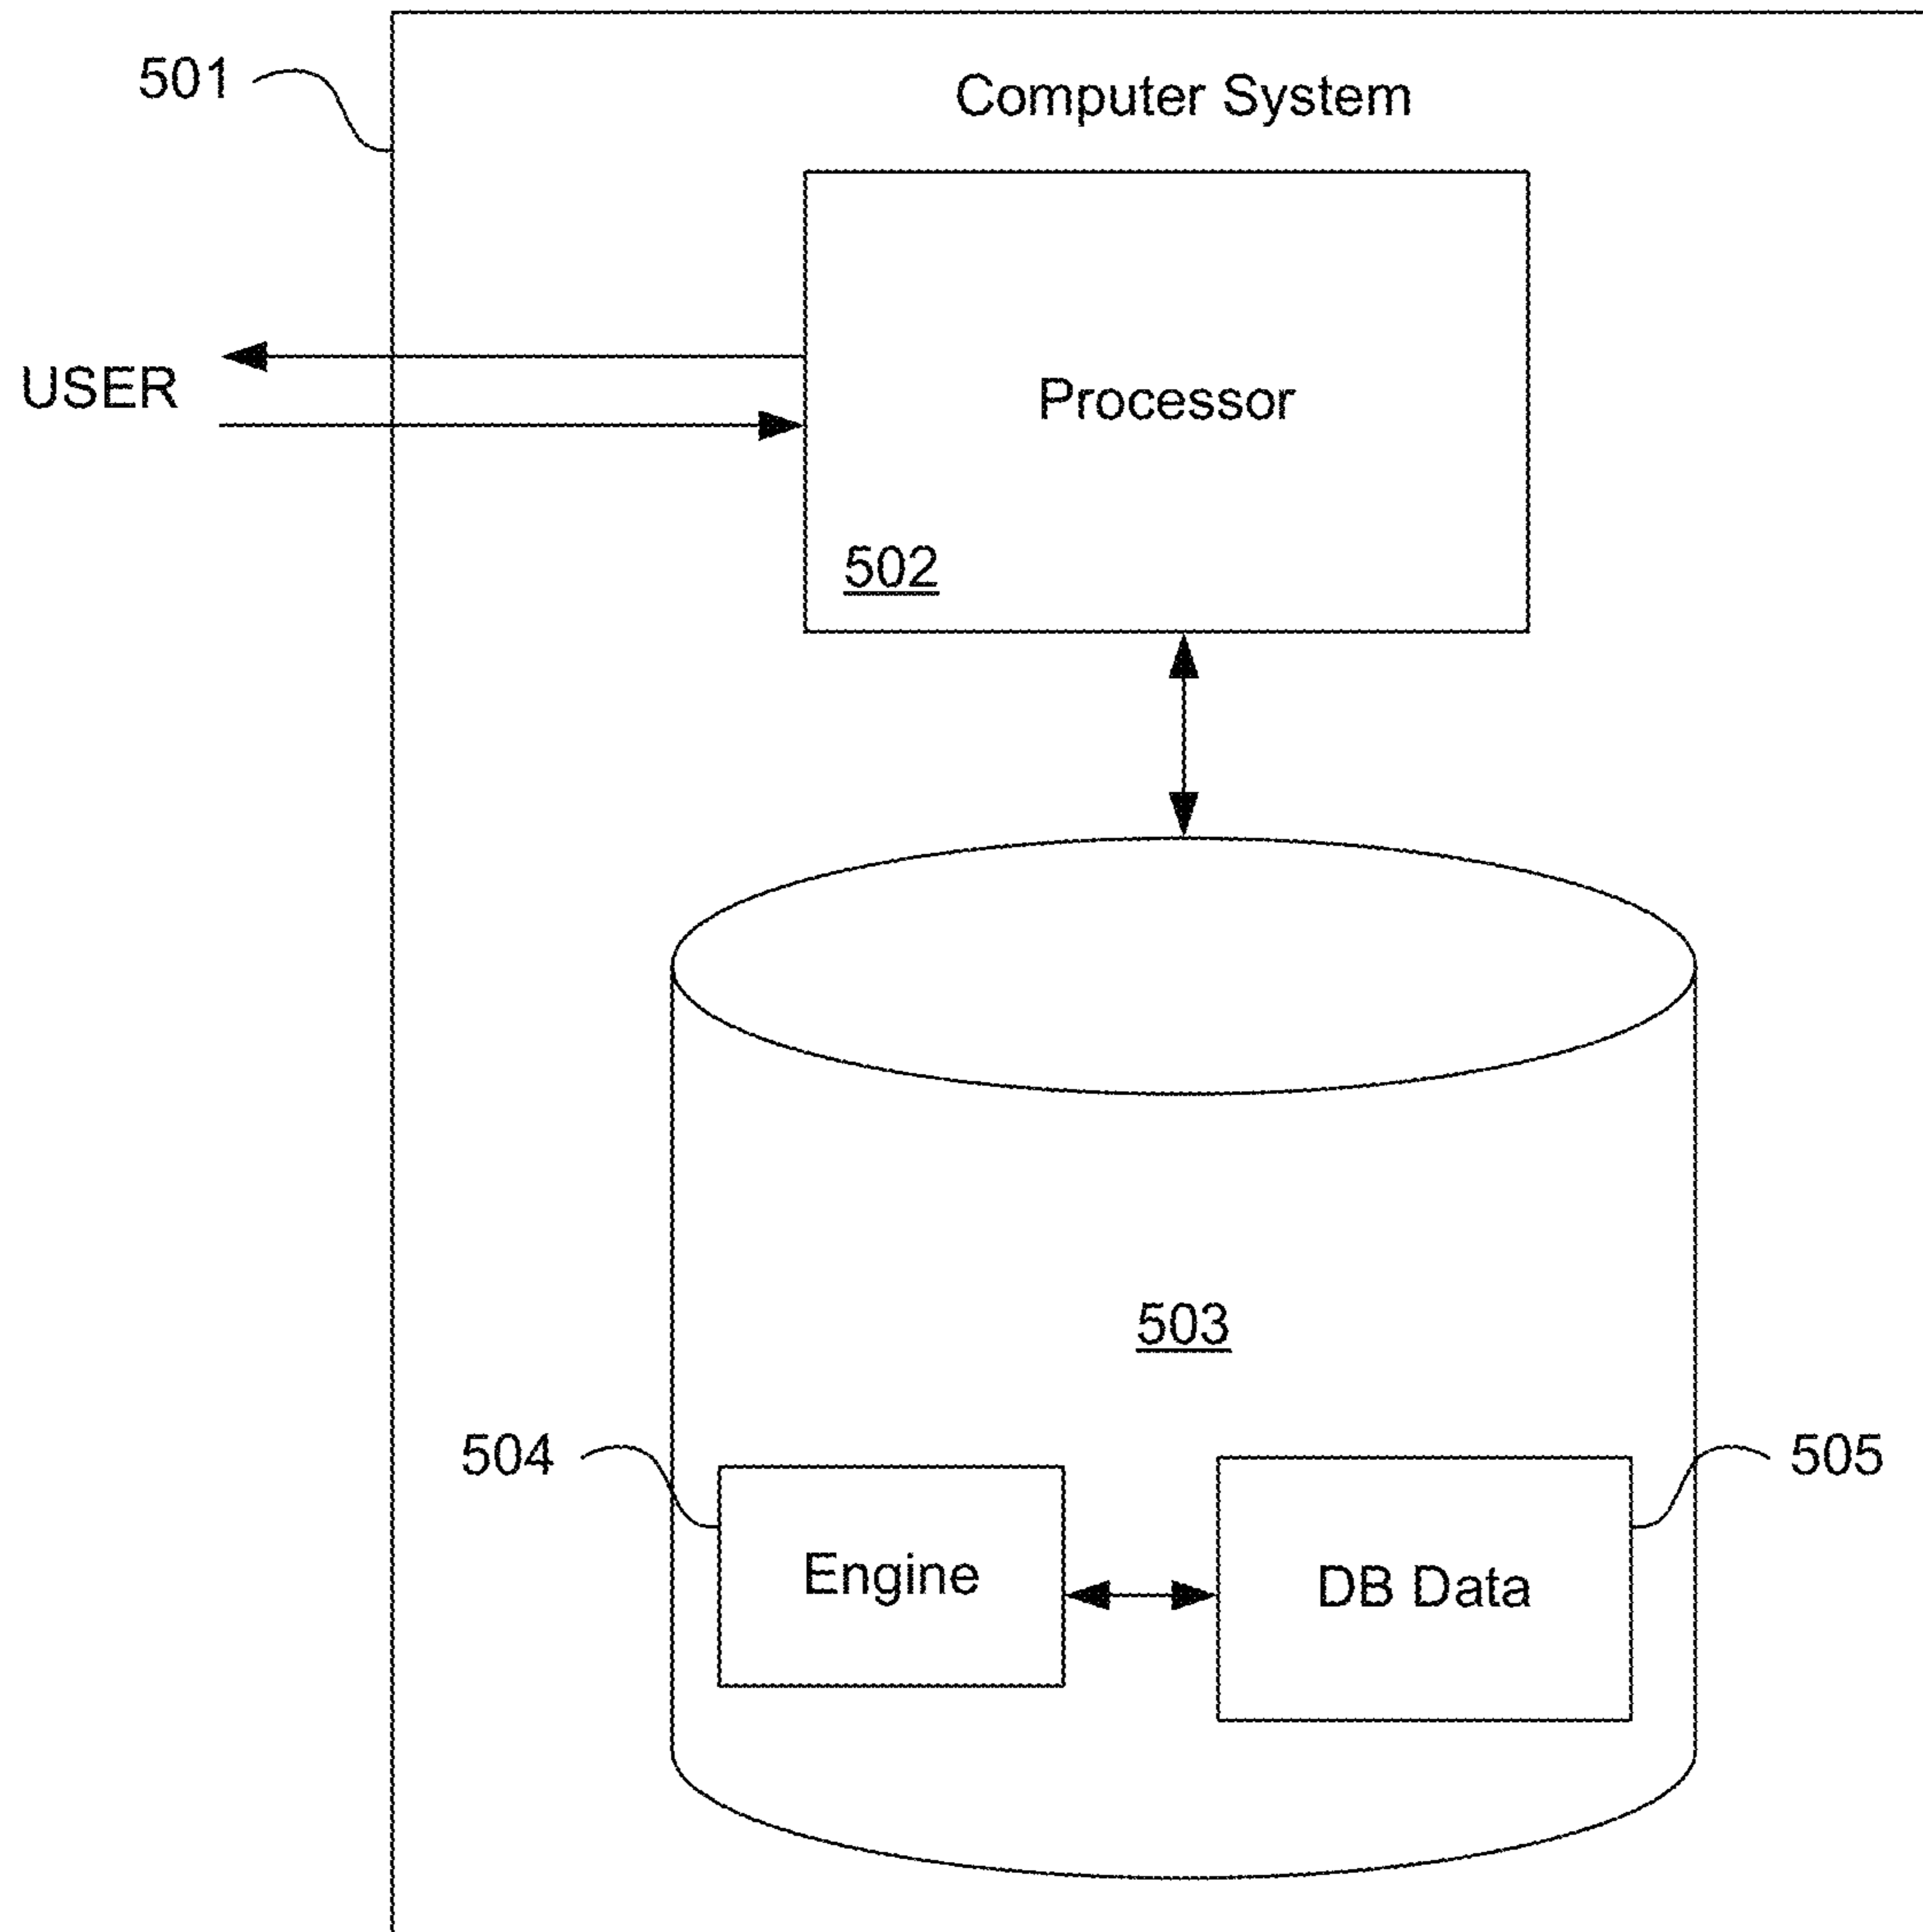 501
Computer System
USER
Processor
502
503
504
505
Engine
DB Data